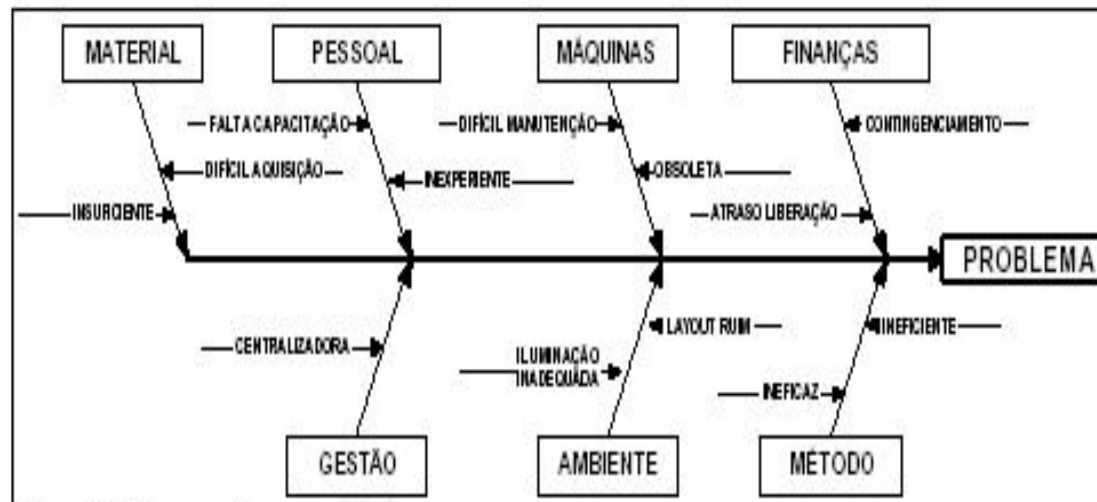 MATERIAL
PESSOAL
MÁQUINAS
FINANÇAS
FALTA CAPACITAÇÃO
DIFÍCIL MANUTENÇÃO
CONTINGENCIAMENTO
DIFÍCIL AQUISIÇÃO
INEXPERIENTE
OBSOLETA
INSURCIENTE
ATRASO LIBERAÇÃO
PROBLEMA
LAYOUT RUIM
INEFICIENTE
CENTRALIZADORA
ILUMINAÇÃO
INADEQUADA
INEFICAZ
GESTÃO
AMBIENTE
MÉTODO